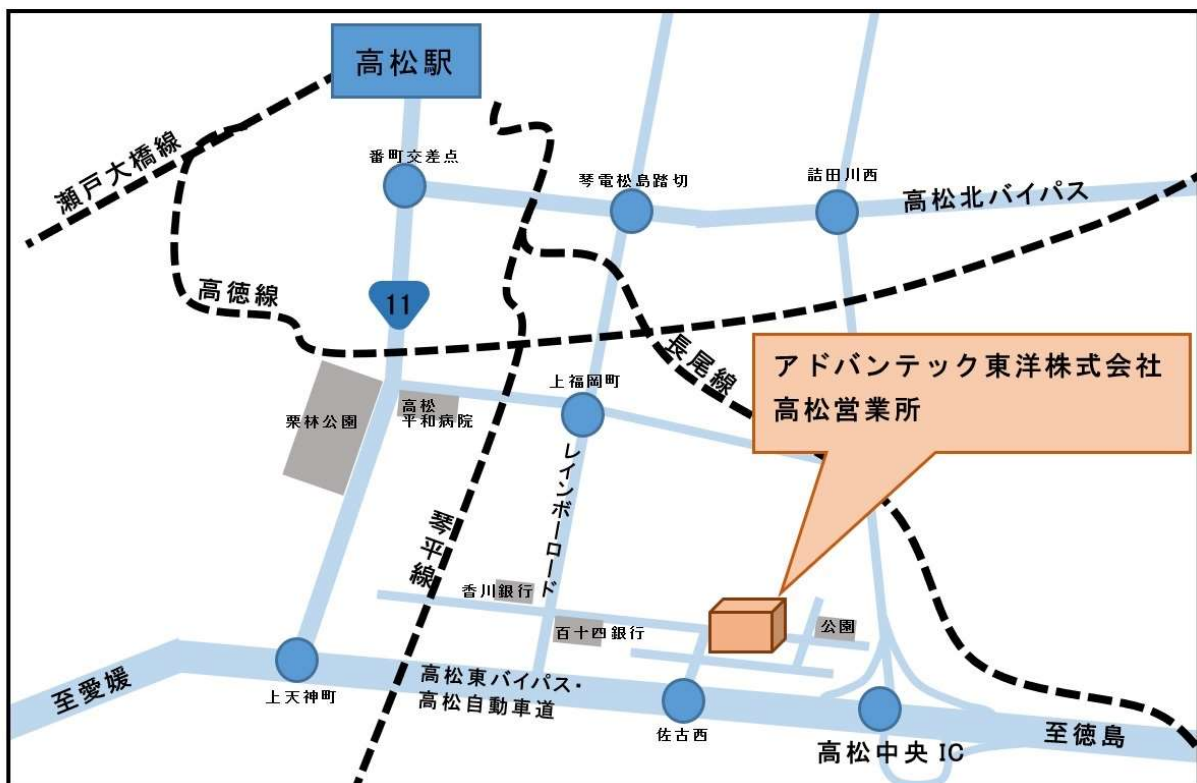 高松駅
瀬戸大橋線
番町交差点
琴電松島踏切
詰田川西
高松北バイパス
高徳線
11
長尾線
アドバンテック東洋株式会社
高松営業所
上福岡町
高松
平和病院
栗林公園
レインボーロード
琴平線
香川銀行
百十四銀行
公園
至愛媛
上天神町
高松東バイパス・
高松自動車道
佐古西
高松中央IC
至徳島